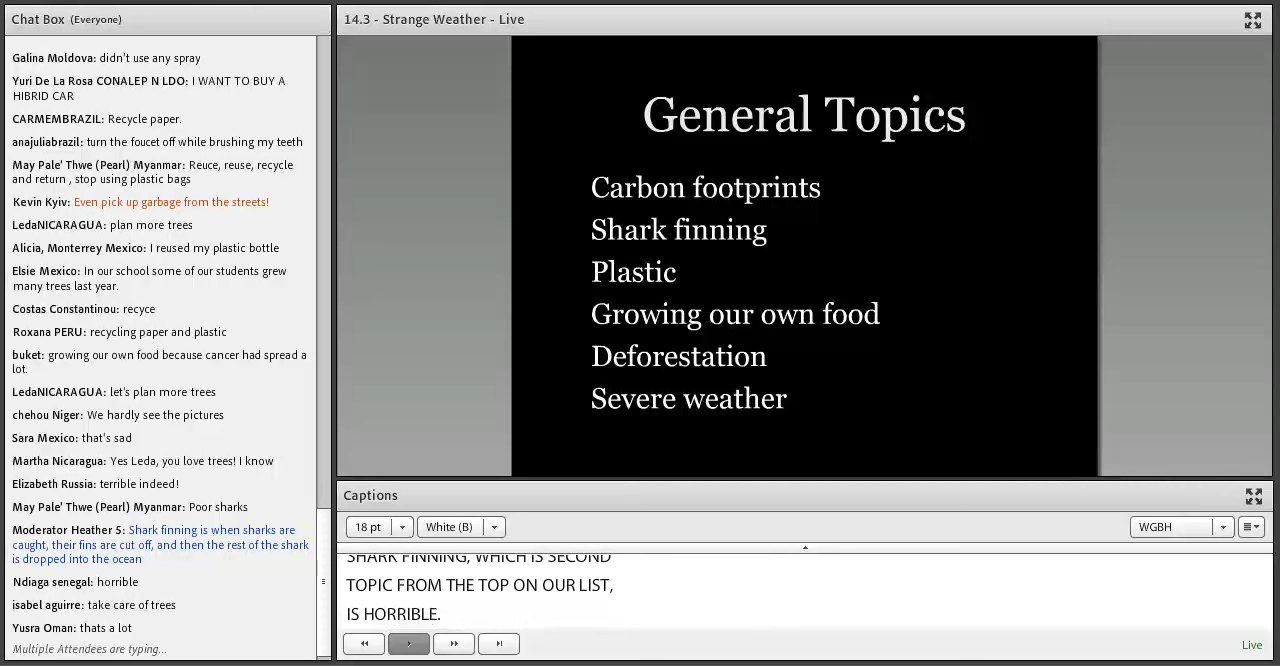 Chat Box (Everyone)
Galina Moldova: didn't use any spray
Yuri De La Rosa CONALEP N LDO: I WANT TO BUY A
HIBRID CAR
CARMEMBRAZIL: Recycle paper.
anajuliabrazil: turn the foucet off while brushing my teeth
May Pale' Thwe (Pearl) Myanmar: Reuce, reuse, recycle
and return , stop using plastic bags
Kevin Kyiv: Even pick up garbage from the streets!
LedaNICARAGUA: plan more trees
Alicia, Monterrey Mexico: I reused my plastic bottle
Elsie Mexico: In our school some of our students grew
many trees last year.
Costas Constantinou: recyce
Roxana PERU: recycling paper and plastic
buket: growing our own food because cancer had spread a
lot.
LedaNICARAGUA: let's plan more trees
chehou Niger: We hardly see the pictures
Sara Mexico: that's sad
Martha Nicaragua: Yes Leda, you love trees! I know
Elizabeth Russia: terrible indeed!
May Pale' Thwe (Pearl) Myanmar: Poor sharks
Moderator Heather 5: Shark finning is when sharks are
caught, their fins are cut off, and then the rest of the shark
is dropped into the ocean
Ndiaga senegal: horrible
isabel aguirre: take care of trees
Yusra Oman: thats a lot
Multiple Attendees are typing...
14.3 - Strange Weather - Live
General Topics
Carbon footprints
Shark finning
Plastic
Growing our own food
Deforestation
Severe weather
Captions
18 pt
White (B)
WGBH
SHARK FINNING, WHICH IS SECOND
TOPIC FROM THE TOP ON OUR LIST,
IS HORRIBLE.
Live